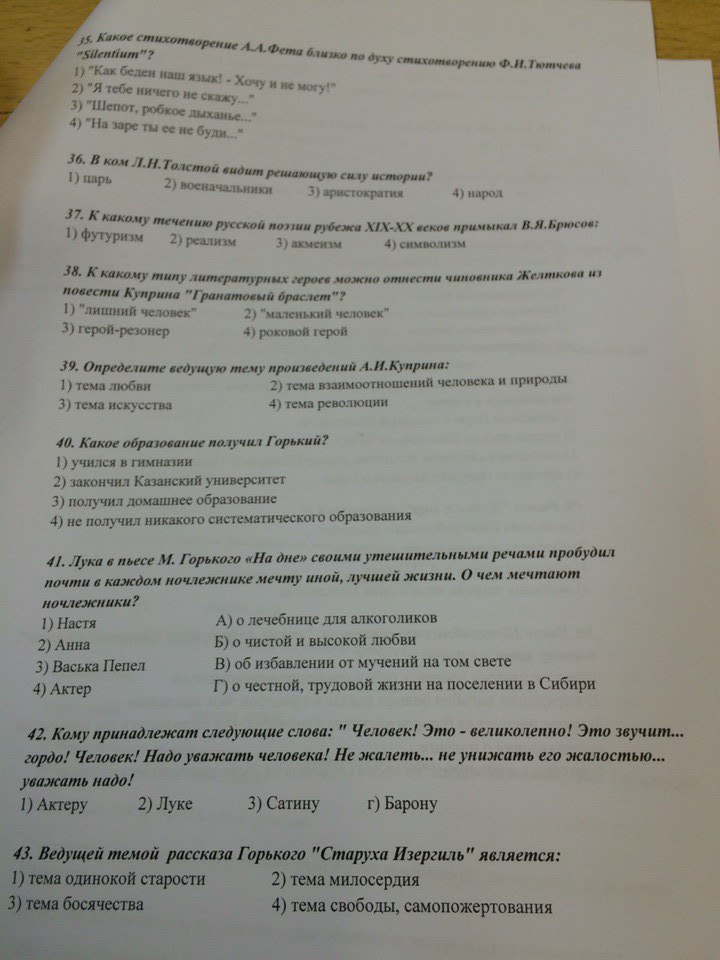 35. Какое стихотворение А.А.Фета близко по духу стихотворению Ф.И.Тютчева
"Silentium"?
1) "Как беден наш язык! - Хочу и не могу!"
2) "Я тебе ничего не скажу..."
3) "Шепот, робкое дыханье..."
4) "На заре ты ее не буди..."
36. В ком Л.Н.Толстой видит решающую силу истории?
1) царь 2) военачальники 3) аристократия 4) народ
37. К какому течению русской поэзии рубежа XIX-XX веков примыкал В.Я.Брюсов:
1) футуризм 2) реализм 3) акмеизм 4) символизм
38. К какому типу литературных героев можно отнести чиновника Желткова из
повести Куприна "Гранатовый браслет"?
1) "лишний человек" 2) "маленький человек"
3) герой-резонер 4) роковой герой
39. Определите ведущую тему произведений А.И.Куприна:
1) тема любви 2) тема взаимоотношений человека и природы
3) тема искусства 4) тема революции
40. Какое образование получил Горький?
1) учился в гимназии
2) закончил Казанский университет
3) получил домашнее образование
4) не получил никакого систематического образования
41. Лука в пьесе М. Горького «На дне» своими утешительными речами пробудил
почти в каждом ночлежнике мечту иной, лучшей жизни. О чем мечтают
ночлежники?
1) Настя А) о лечебнице для алкоголиков
2) Анна Б) о чистой и высокой любви
3) Васька Пепел В) об избавлении от мучений на том свете
4) Актер Г) о честной, трудовой жизни на поселении в Сибири
42. Кому принадлежат следующие слова: " Человек! Это - великолепно! Это звучит...
гордо! Человек! Надо уважать человека! Не жалеть... не унижать его жалостью...
уважать надо!
1) Актеру 2) Луке 3) Сатину г) Барону
43. Ведущей темой рассказа Горького "Старуха Изергиль" является:
1) тема одинокой старости 2) тема милосердия
3) тема босячества 4) тема свободы, самопожертования